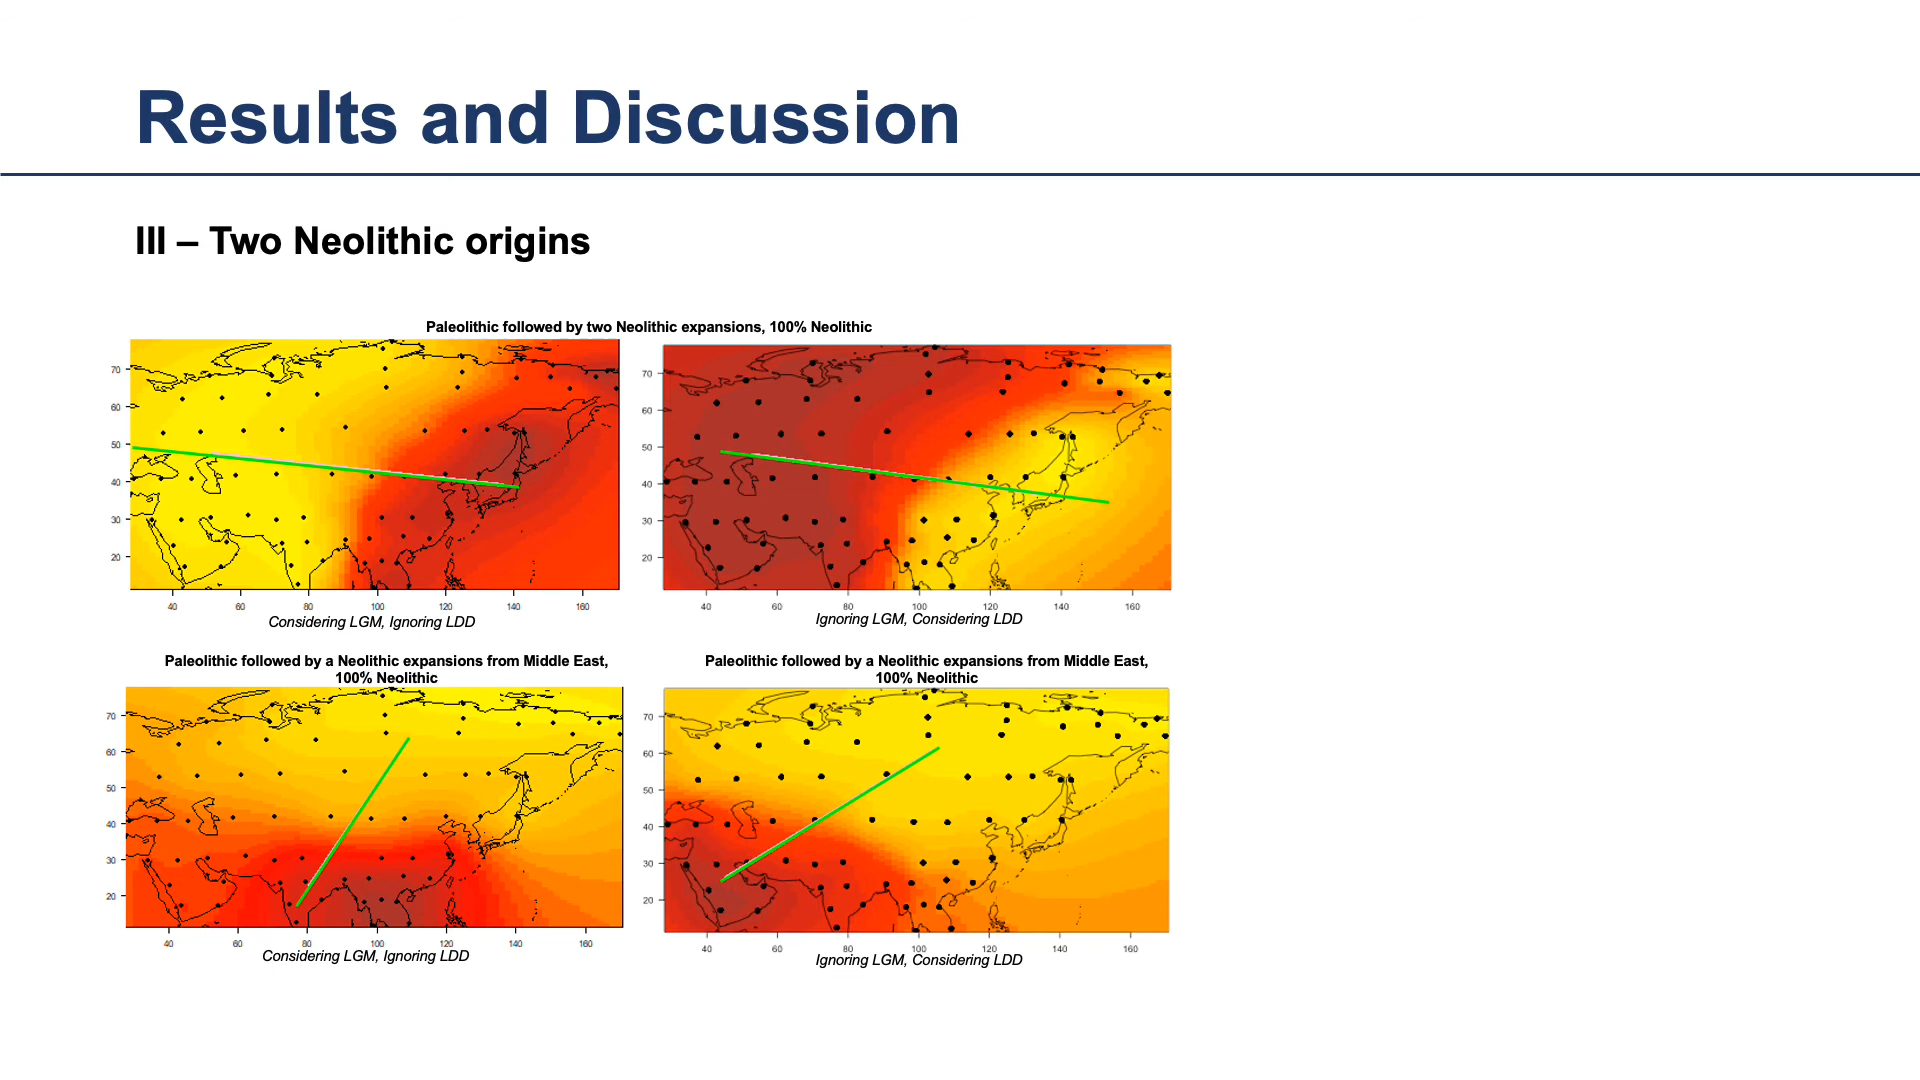 Results and Discussion
III – Two Neolithic origins
Paleolithic followed by two Neolithic expansions, 100% Neolithic
70
60
50
40
30
20
40 60 80 100 120 140 160
Considering LGM, Ignoring LDD
70
60
50
40
30
20
40 60 80 100 120 140 160
Ignoring LGM, Considering LDD
Paleolithic followed by a Neolithic expansions from Middle East,
100% Neolithic
70
60
50
40
30
20
40 60 80 100 120 140 160
Considering LGM, Ignoring LDD
Paleolithic followed by a Neolithic expansions from Middle East,
100% Neolithic
70
60
50
40
30
20
40 60 80 100 120 140 160
Ignoring LGM, Considering LDD